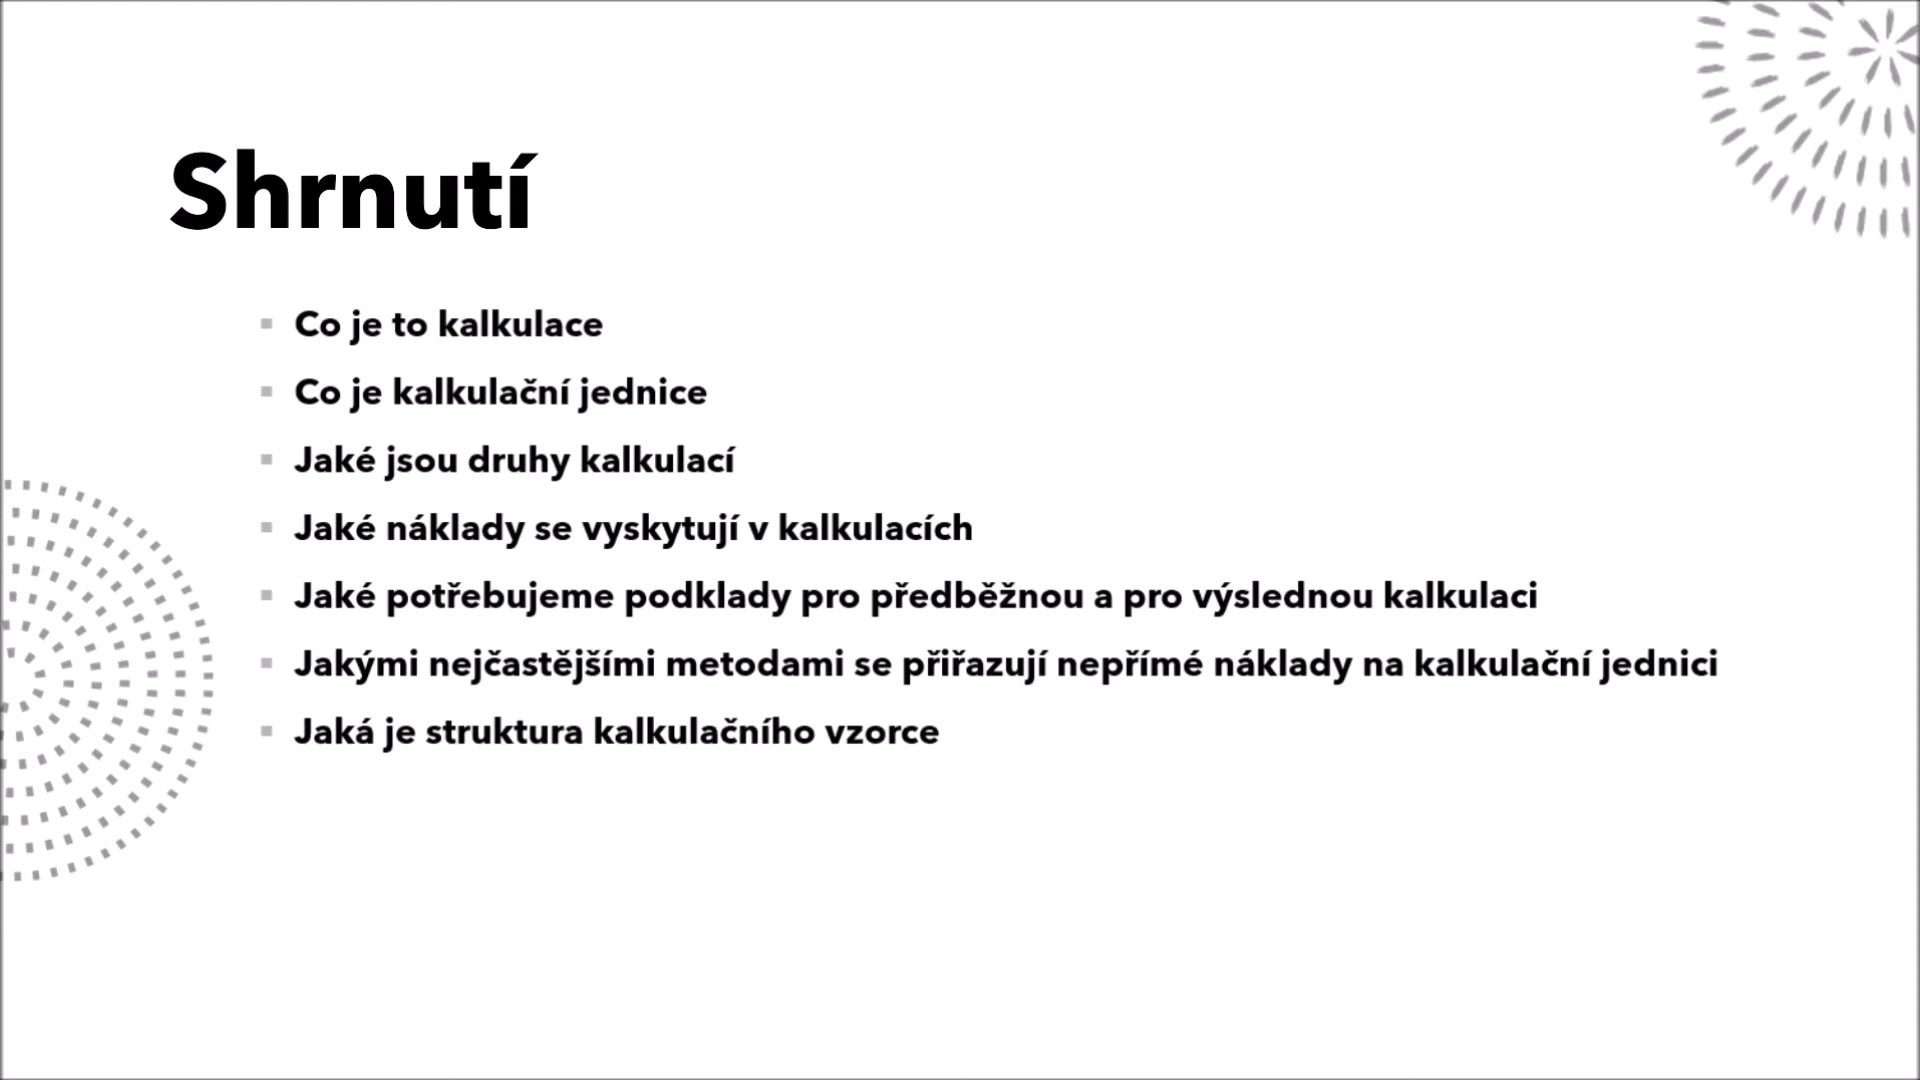 Shrnutí
Co je to kalkulace
Co je kalkulační jednice
Jaké jsou druhy kalkulací
Jaké náklady se vyskytují v kalkulacích
Jaké potřebujeme podklady pro předběžnou a pro výslednou kalkulaci
Jakými nejčastějšími metodami se přiřazují nepřímé náklady na kalkulační jednici
Jaká je struktura kalkulačního vzorce